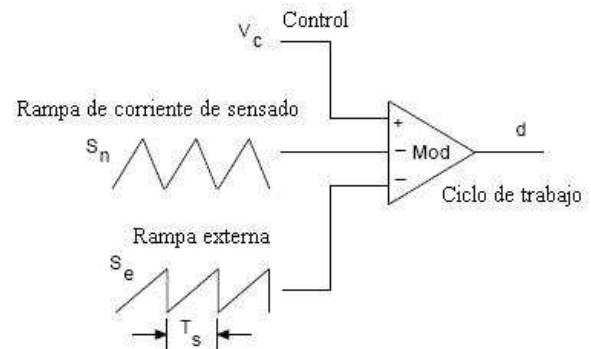 Control
V c
Rampa de corriente de sensado
S n
+
−
Mod
−
d
Ciclo de trabajo
Rampa externa
S e
T s